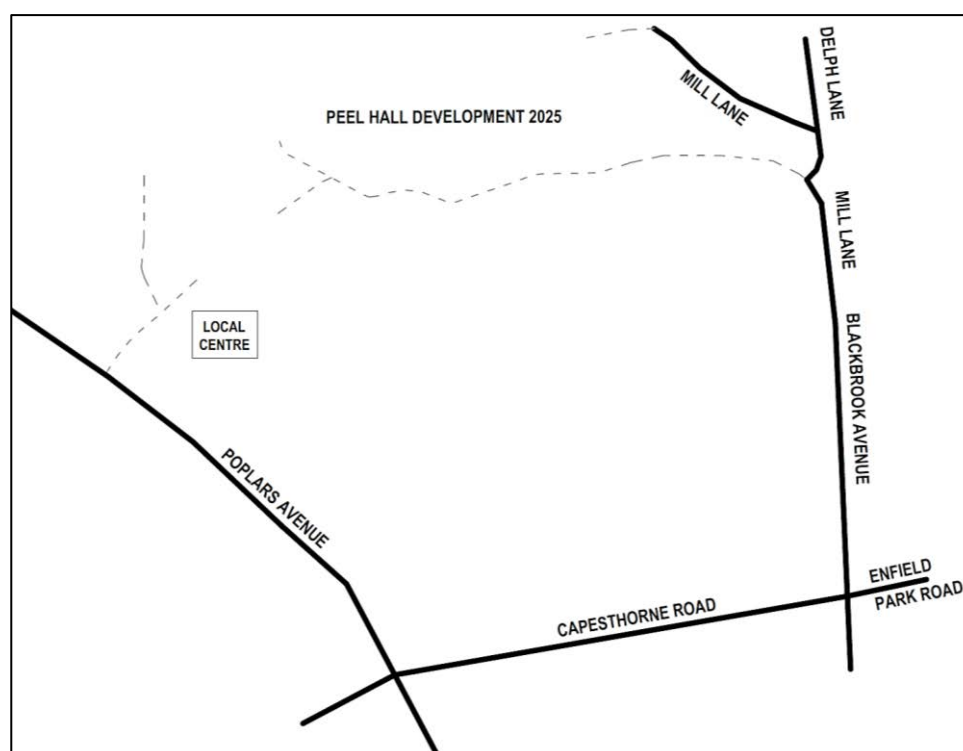 DELPH LANE
MILL LANE
PEEL HALL DEVELOPMENT 2025
MILL LANE
LOCAL
CENTRE
BLACKBROOK AVENUE
POPLARS AVENUE
ENFIELD
PARK ROAD
CAPESTHORNE ROAD